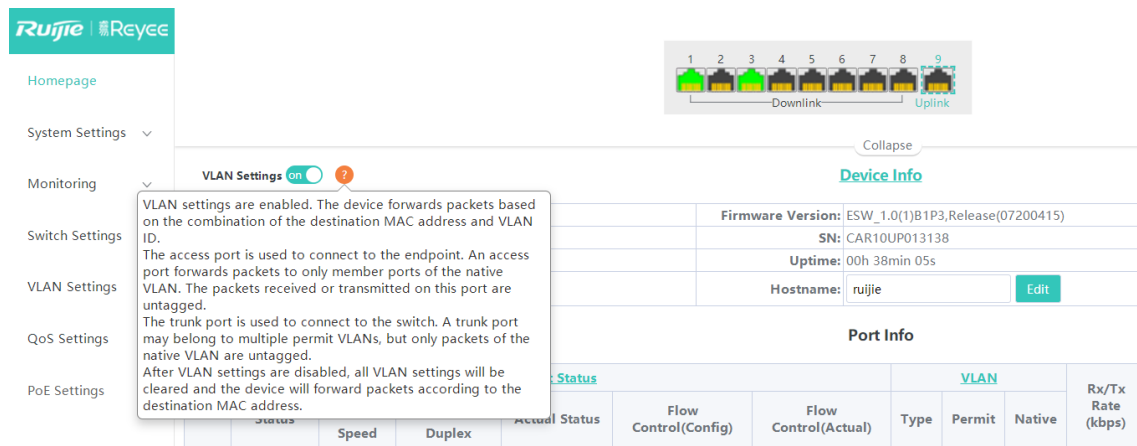 Ruijie | Reyee
1 2 3 4 5 6 7 8 9
Downlink
Uplink
Collapse
Homepage
System Settings
Monitoring
Switch Settings
VLAN Settings
QoS Settings
PoE Settings
VLAN Settings on ?
VLAN settings are enabled. The device forwards packets based
on the combination of the destination MAC address and VLAN
ID.
The access port is used to connect to the endpoint. An access
port forwards packets to only member ports of the native
VLAN. The packets received or transmitted on this port are
untagged.
The trunk port is used to connect to the switch. A trunk port
may belong to multiple permit VLANs, but only packets of the
native VLAN are untagged.
After VLAN settings are disabled, all VLAN settings will be
cleared and the device will forward packets according to the
destination MAC address.
Device Info
Firmware Version: ESW_1.0(1)B1P3,Release(07200415)
SN: CAR10UP013138
Uptime: 00h 38min 05s
Hostname: ruijie Edit
Port Info
Status
VLAN
Rx/Tx
Rate
(kbps)
Status
Speed
Duplex
Actual Status
Flow
Control(Config)
Flow
Control(Actual)
Type
Permit
Native